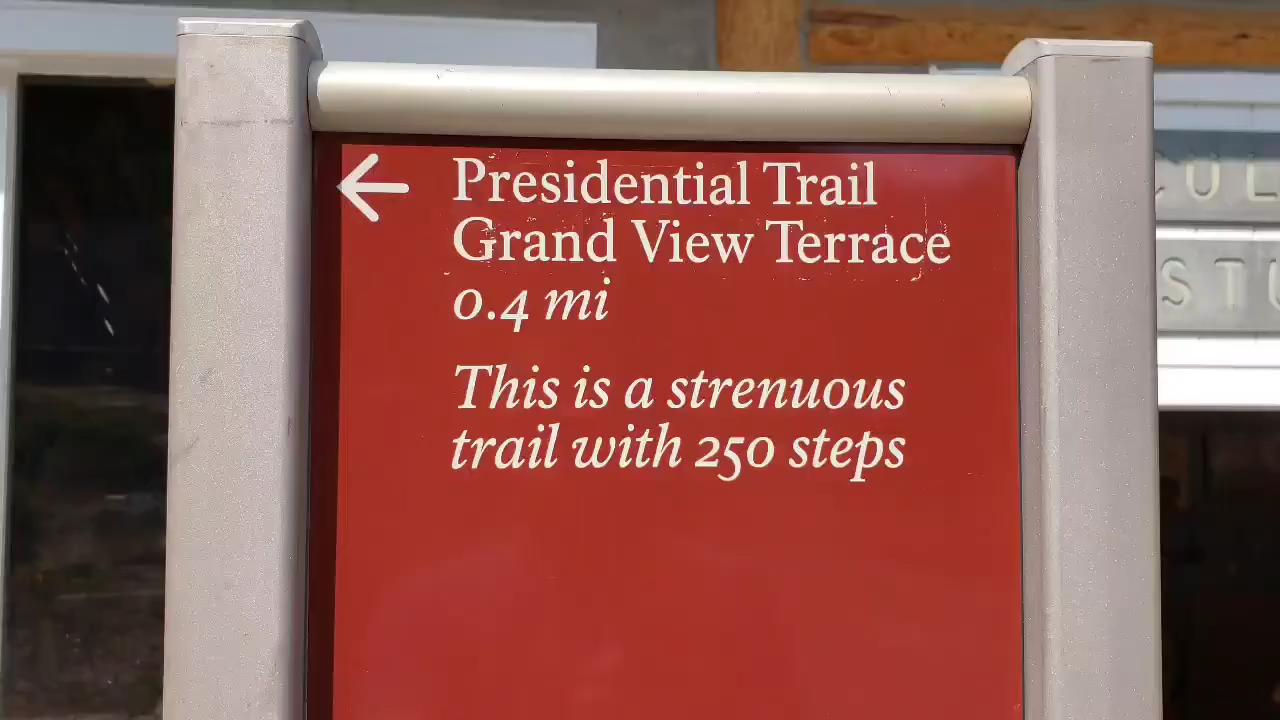 Presidential Trail
Grand View Terrace
0.4 mi
This is a strenuous
trail with 250 steps